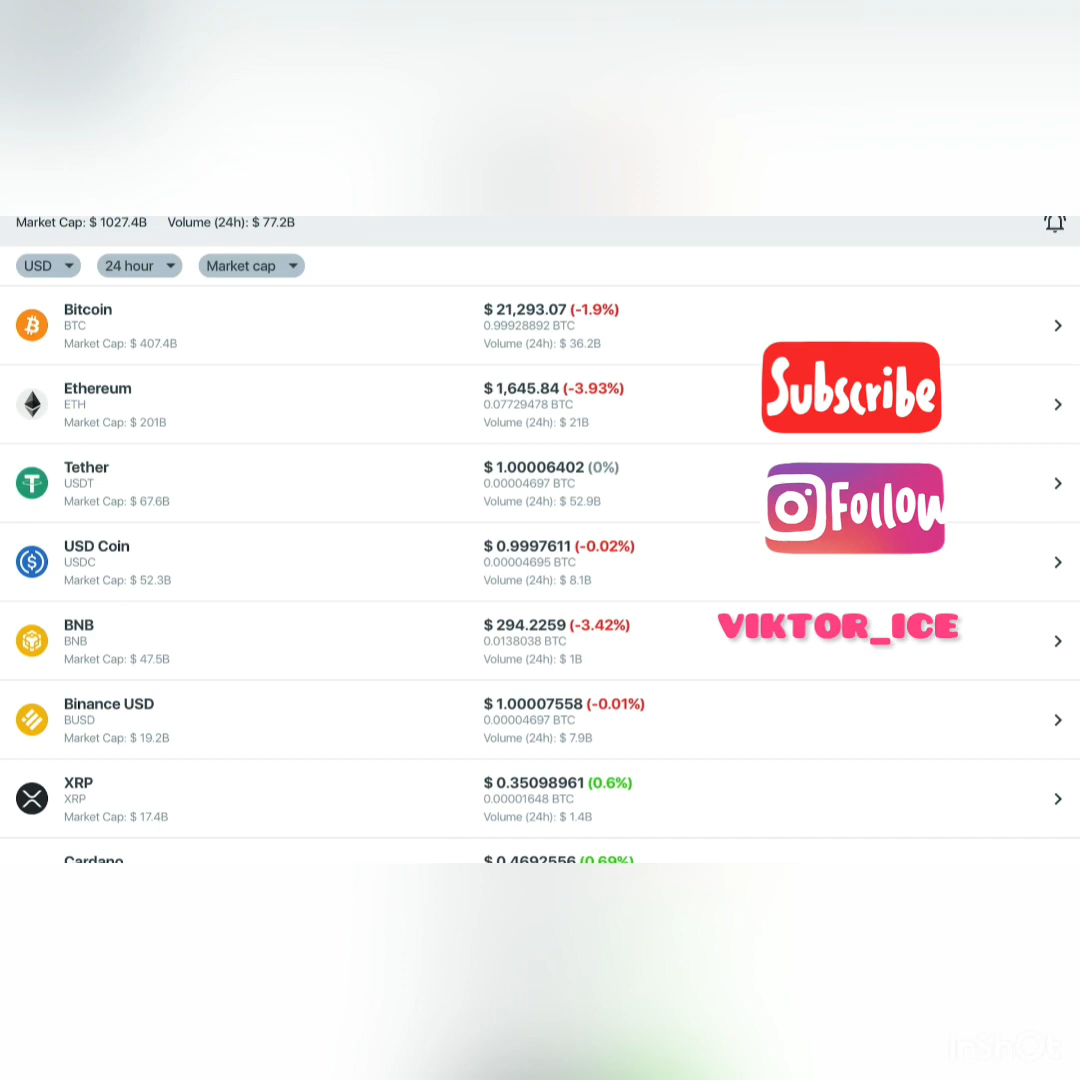 Market Cap: $ 1027.4B Volume (24h): $ 77.2B
USD 24 hour Market cap
Bitcoin $ 21,293.07 (-1.9%)
BTC 0.99928892 BTC
Market Cap: $ 407.4B Volume (24h): $ 36.2B
Subscribe
Ethereum $ 1,645.84 (-3.93%)
ETH 0.07729478 BTC
Market Cap: $ 201B Volume (24h): $ 21B
Tether $ 1.00006402 (0%)
USDT 0.00004697 BTC
Market Cap: $ 67.6B Volume (24h): $ 52.9B
Follow
USD Coin $ 0.9997611 (-0.02%)
USDC 0.00004695 BTC
Market Cap: $ 52.3B Volume (24h): $ 8.1B
BNB $ 294.2259 (-3.42%)
VIKTOR_ICE
BNB 0.0138038 BTC
Market Cap: $ 47.5B Volume (24h): $ 1B
Binance USD $ 1.00007558 (-0.01%)
BUSD 0.00004697 BTC
Market Cap: $ 19.2B Volume (24h): $ 7.9B
XRP $ 0.35098961 (0.6%)
XRP 0.00001648 BTC
Market Cap: $ 17.4B Volume (24h): $ 1.4B
Cardano $ 0.4692556 (0.69%)
InShOt